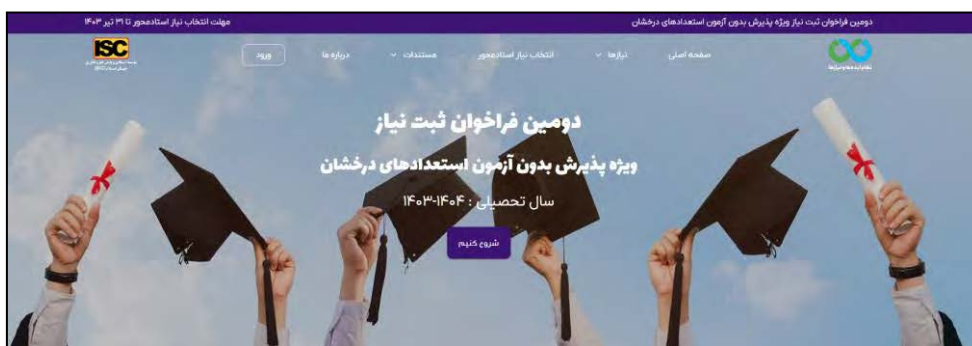 دومین فراخوان ثبت نیاز ویژه پذیرش بدون آزمون استعدادهای درخشان
مهلت انتخاب نیاز استادمحور تا ۳۱ تیر ۱۴۰۳
صفحه اصلی
نیازها
انتخاب نیاز استادمحور
مستندات
درباره ما
ورود
ISC
دومین فراخوان ثبت نیاز
ویژه پذیرش بدون آزمون استعدادهای درخشان
سال تحصیلی : ۱۴۰۴-۱۴۰۳
شروع کنیم